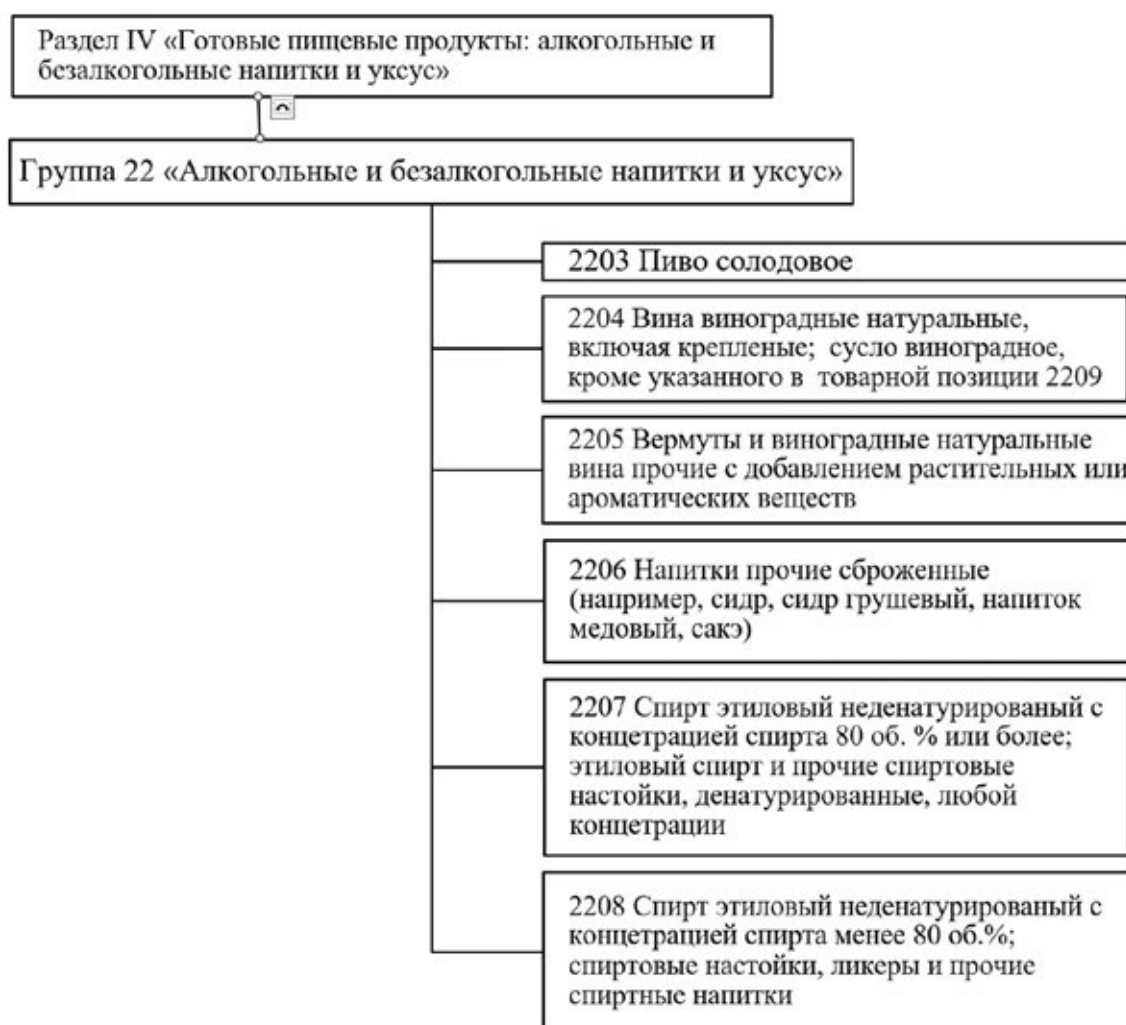 Раздел IV «Готовые пищевые продукты: алкогольные и
безалкогольные напитки и уксус»
Группа 22 «Алкогольные и безалкогольные напитки и уксус»
2203 Пиво солодовое
2204 Вина виноградные натуральные,
включая крепленые; сусло виноградное,
кроме указанного в товарной позиции 2209
2205 Вермуты и виноградные натуральные
вина прочие с добавлением растительных или
ароматических веществ
2206 Напитки прочие сброженные
(например, сидр, сидр грушевый, напиток
медовый, сакэ)
2207 Спирт этиловый неденатурированый с
концетрацией спирта 80 об. % или более;
этиловый спирт и прочие спиртовые
настойки, денатурированные, любой
концетрации
2208 Спирт этиловый неденатурированый с
концетрацией спирта менее 80 об.%;
спиртовые настойки, ликеры и прочие
спиртные напитки